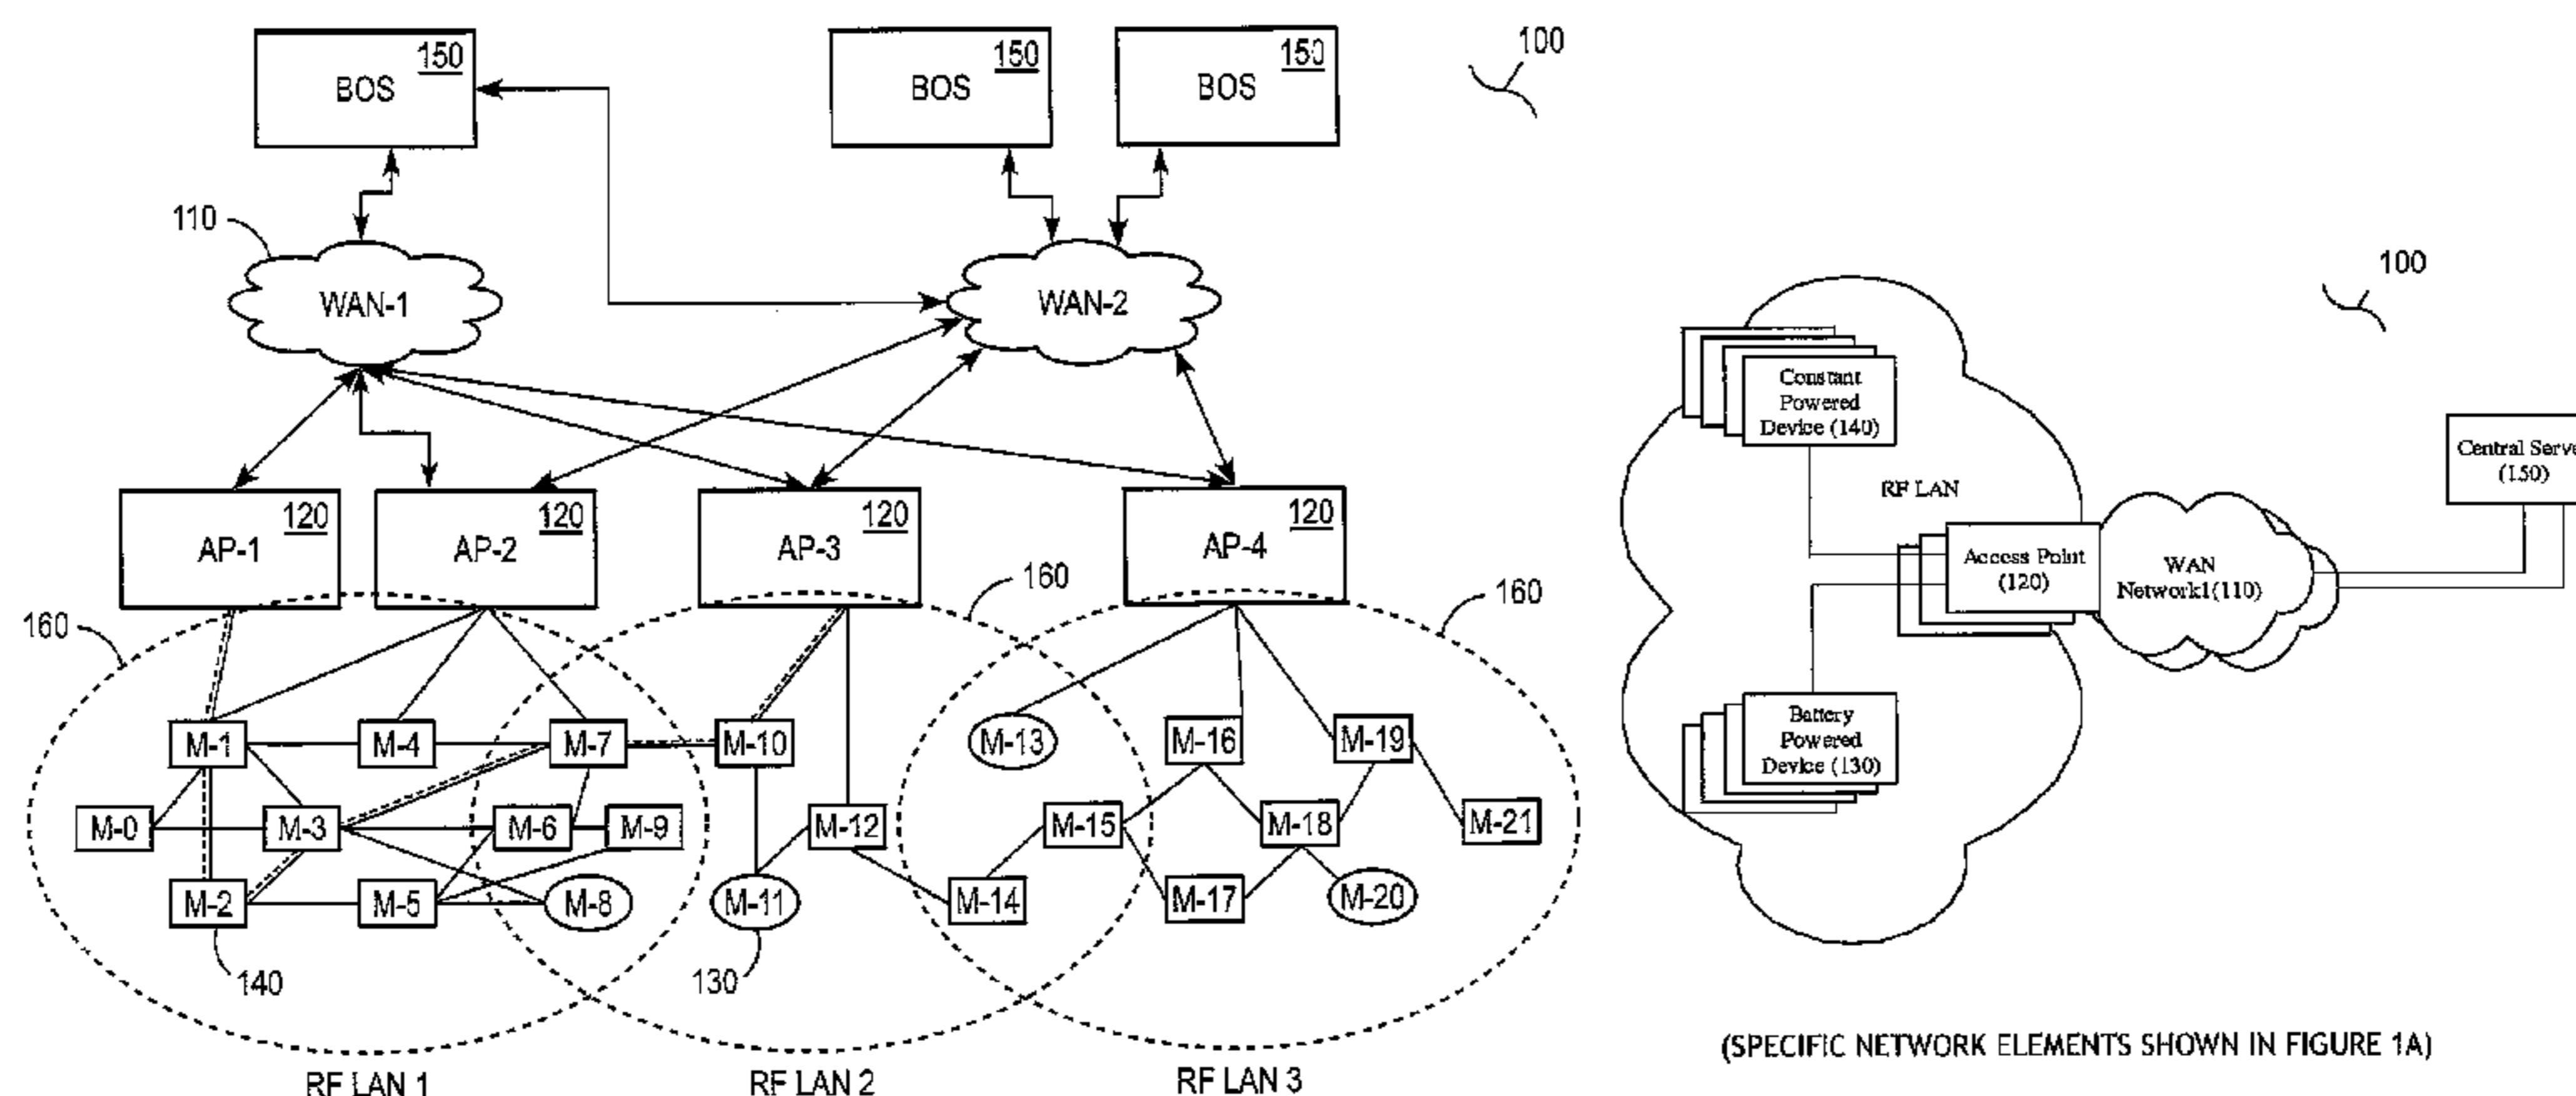 150
BOS
150
BOS
150
BOS
100
110
WAN-1
WAN-2
120
AP-1
120
AP-2
120
AP-3
120
AP-4
160
160
160
M-1
M-4
M-7
M-10
M-13
M-16
M-19
M-0
M-3
M-6
M-9
M-12
M-15
M-18
M-21
M-2
M-5
M-8
M-11
M-14
M-17
M-20
140
130
RF LAN 1
RF LAN 2
RF LAN 3
100
Constant
Powered
Device (140)
RF LAN
Central Serve
(150)
Access Point
(120)
WAN
Network1(110)
Battery
Powered
Device (130)
(SPECIFIC NETWORK ELEMENTS SHOWN IN FIGURE 1A)